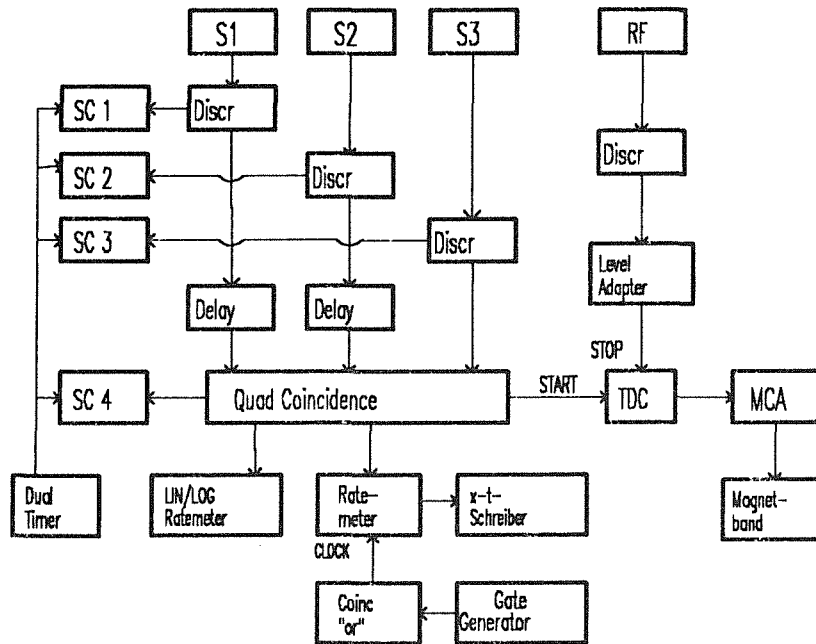 S1
S2
S3
RF
SC 1
Discr
SC 2
Discr
Discr
SC 3
Discr
Level
Adapter
Delay
Delay
STOP
SC 4
Quad Coincidence
START
TDC
MCA
Dual
Timer
LIN/LOG
Ratemeter
Rate-
meter
x-t-
Schreiber
Magnet-
band
CLOCK
Coinc
"or"
Gate
Generator